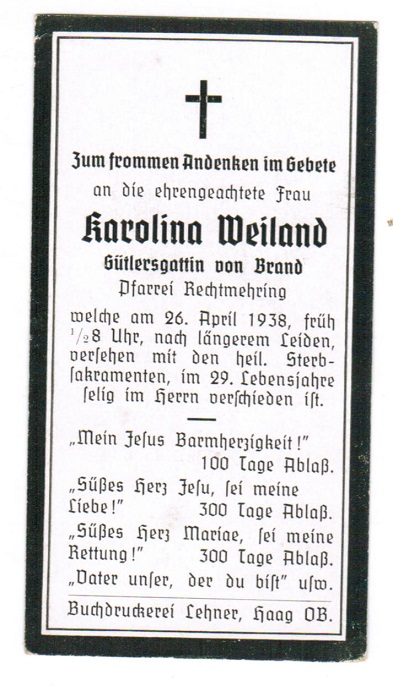 Zum frommen Andenken im Gebete
an die ehrengeachtete Frau
Karolina Weiland
Gütlersgattin von Brand
Pfarrei Rechtmehring
welche am 26. April 1938, früh
½8 Uhr, nach längerem Leiden,
versehen mit den heil. Sterb-
sakramenten, im 29. Lebensjahre
selig im Herrn verschieden ist.
„Mein Jesus Barmherzigkeit!"
100 Tage Ablaß.
„Süßes Herz Jesu, sei meine
Liebe!" 300 Tage Ablaß.
„Süßes Herz Mariae, sei meine
Rettung!" 300 Tage Ablaß.
„Vater unser, der du bist" usw.
Buchdruckerei Lehner, Haag OB.